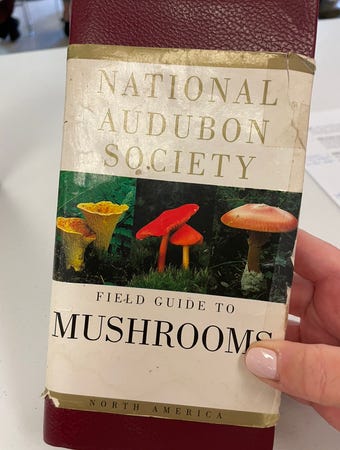 NATIONAL
AUDUBON
SOCIETY
FIELD GUIDE TO
MUSHROOMS
NORTH AMERICA